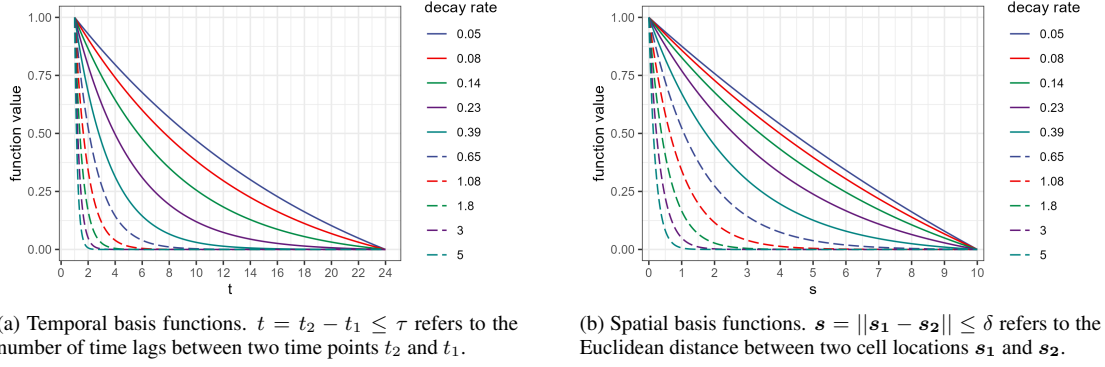 decay rate
1.00
0.75
0.50
0.25
0.00
function value
0 2 4 6 8 10 12 14 16 18 20 22 24
t
0.05
0.08
0.14
0.23
0.39
0.65
1.08
1.8
3
5
decay rate
1.00
0.75
0.50
0.25
0.00
function value
0 1 2 3 4 5 6 7 8 9 10
s
0.05
0.08
0.14
0.23
0.39
0.65
1.08
1.8
3
5
a) Temporal basis functions. t = t₂ − t₁ ≤ τ refers to the
number of time lags between two time points t₂ and t₁.
(b) Spatial basis functions. s = ||s₁ − s₂|| ≤ δ refers to the
Euclidean distance between two cell locations s₁ and s₂.